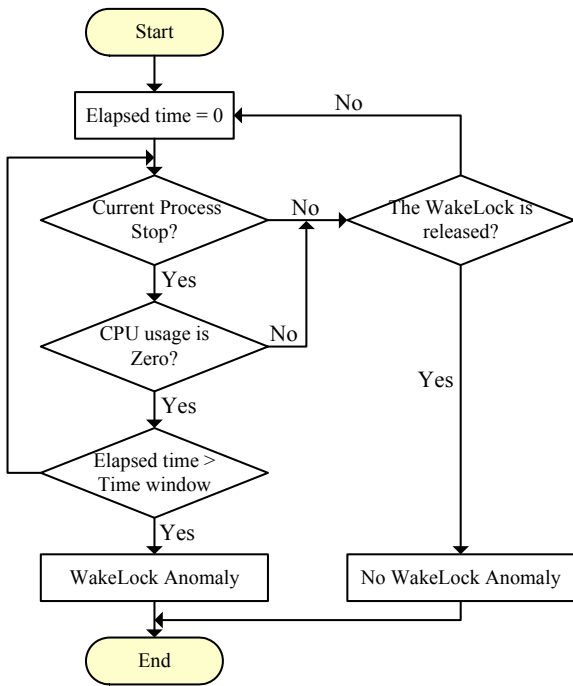 Start
Elapsed time = 0
No
Current Process
Stop?
No
The WakeLock is
released?
Yes
CPU usage is
Zero?
No
Yes
Yes
Elapsed time >
Time window
Yes
WakeLock Anomaly
No WakeLock Anomaly
End